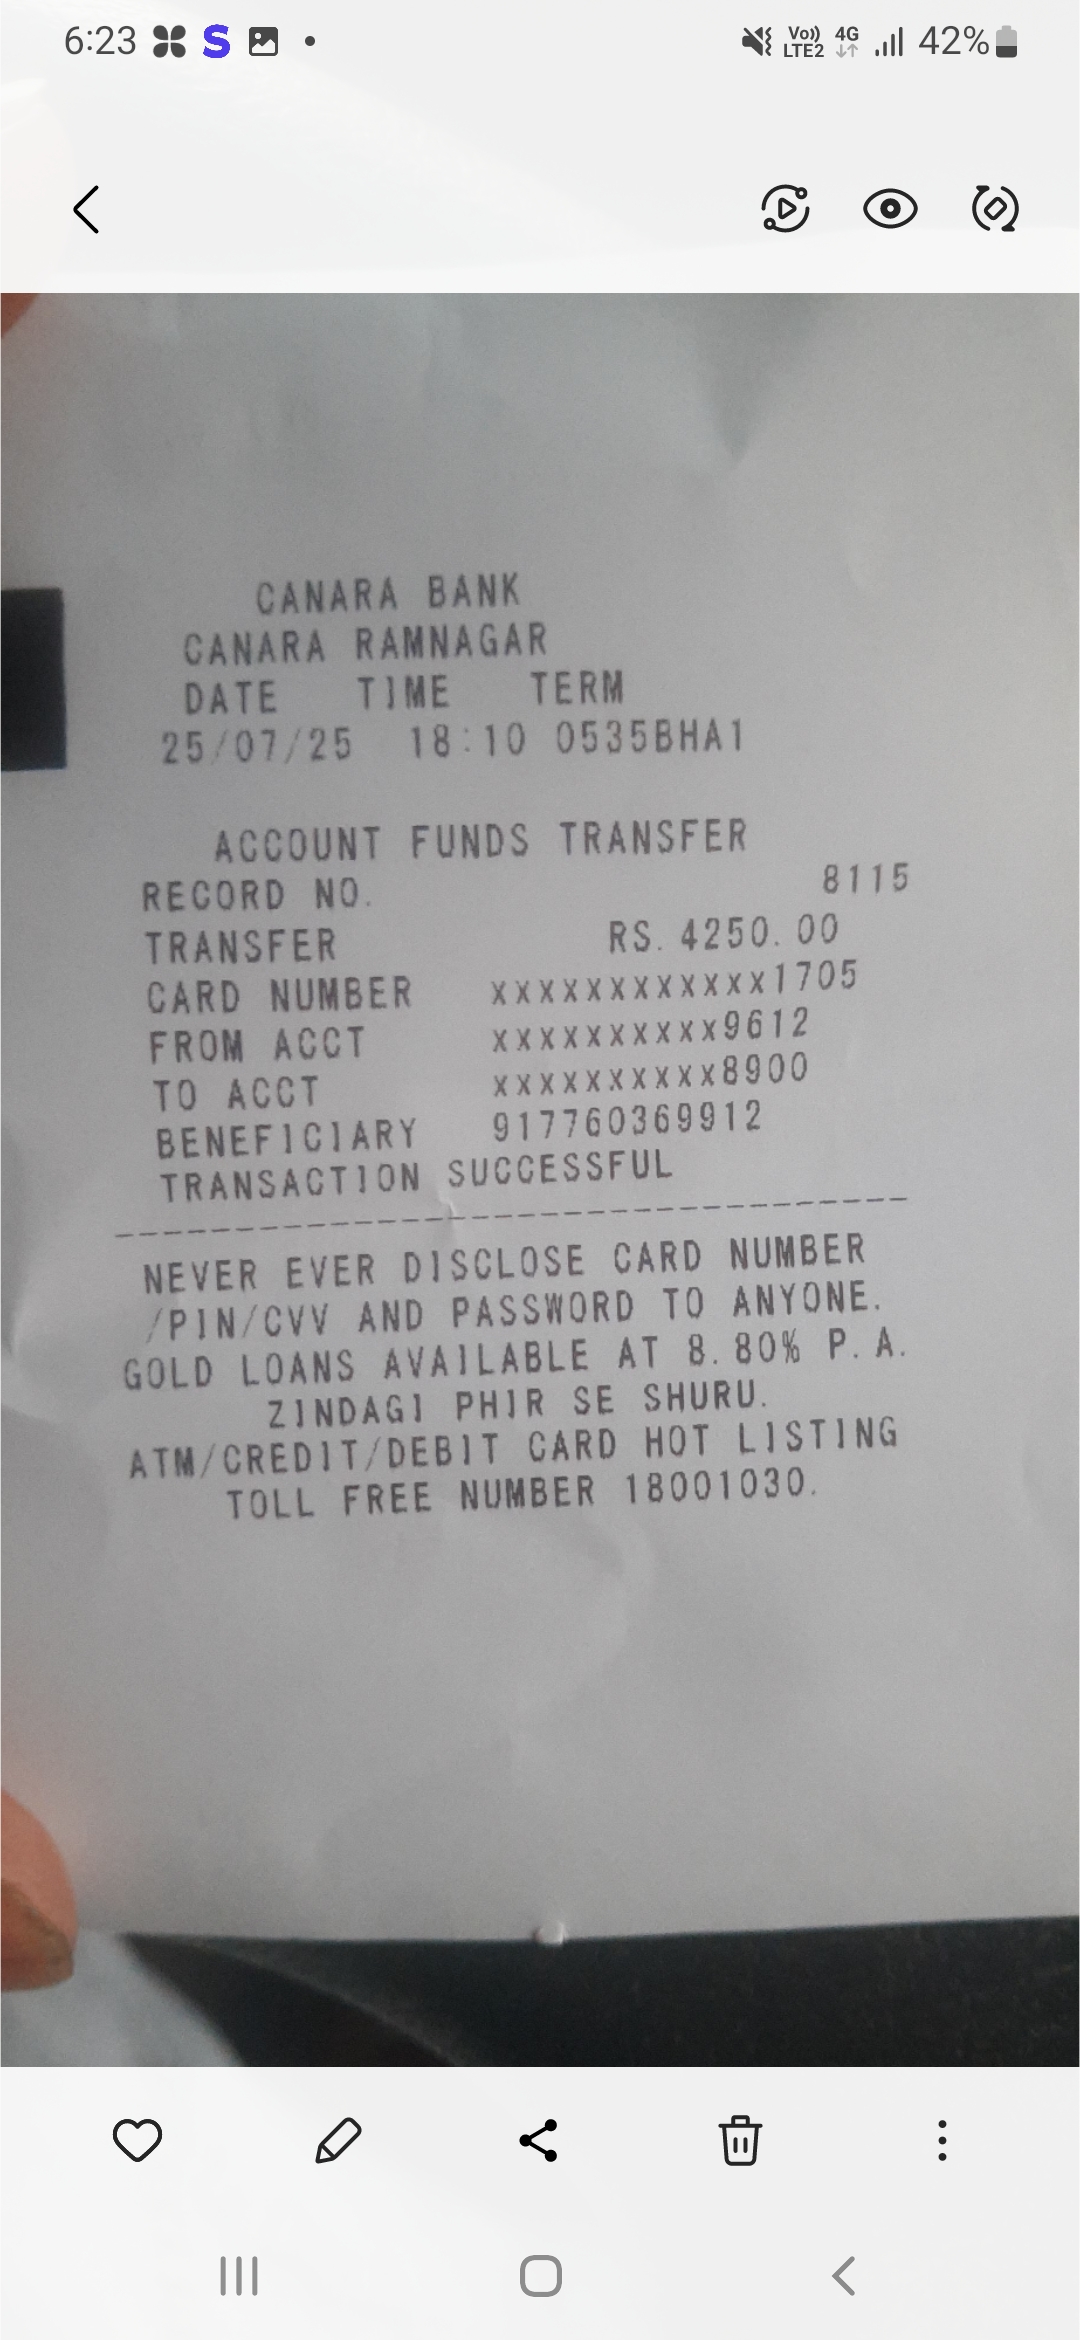 6:23 S Vo)) LTE2 4G 42%
CANARA BANK
CANARA RAMNAGAR
DATE TIME TERM
25/07/25 18:10 0535BHA1
ACCOUNT FUNDS TRANSFER
RECORD NO. 8115
TRANSFER RS. 4250.00
CARD NUMBER xxxxxxxxxxxx1705
FROM ACCT xxxxxxxxxx9612
TO ACCT xxxxxxxxxx8900
BENEFICIARY 917760369912
TRANSACTION SUCCESSFUL
---------------------------------
NEVER EVER DISCLOSE CARD NUMBER
/PIN/CVV AND PASSWORD TO ANYONE.
GOLD LOANS AVAILABLE AT 8.80% P.A.
ZINDAGI PHIR SE SHURU.
ATM/CREDIT/DEBIT CARD HOT LISTING
TOLL FREE NUMBER 18001030.